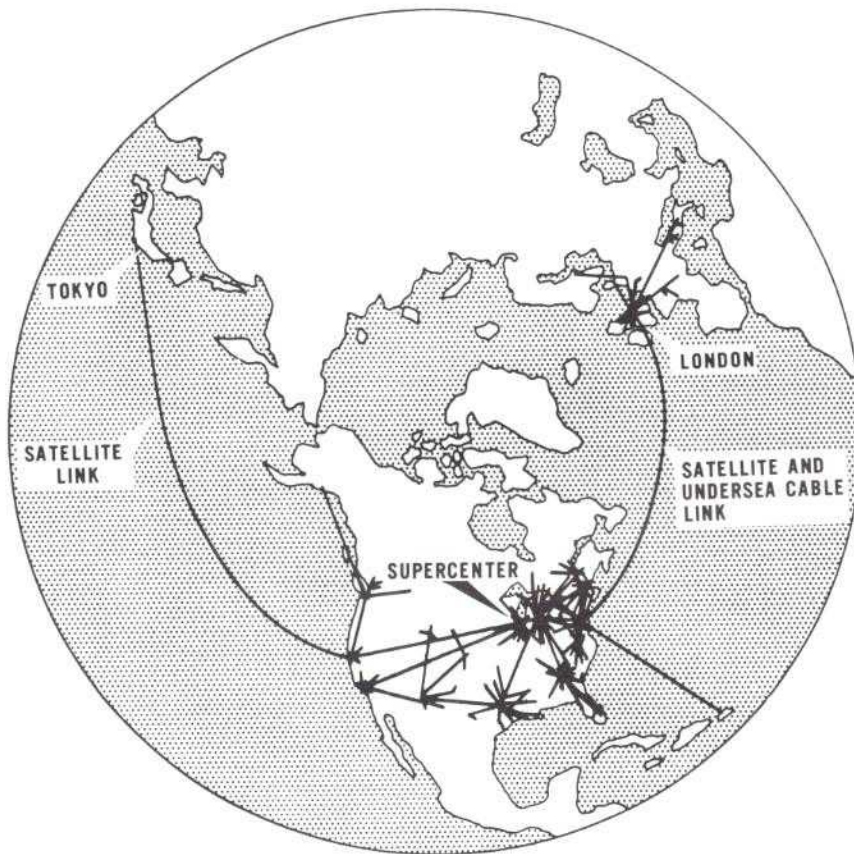 TOKYO
LONDON
SATELLITE
LINK
SATELLITE AND
UNDERSEA CABLE
LINK
SUPERCENTER